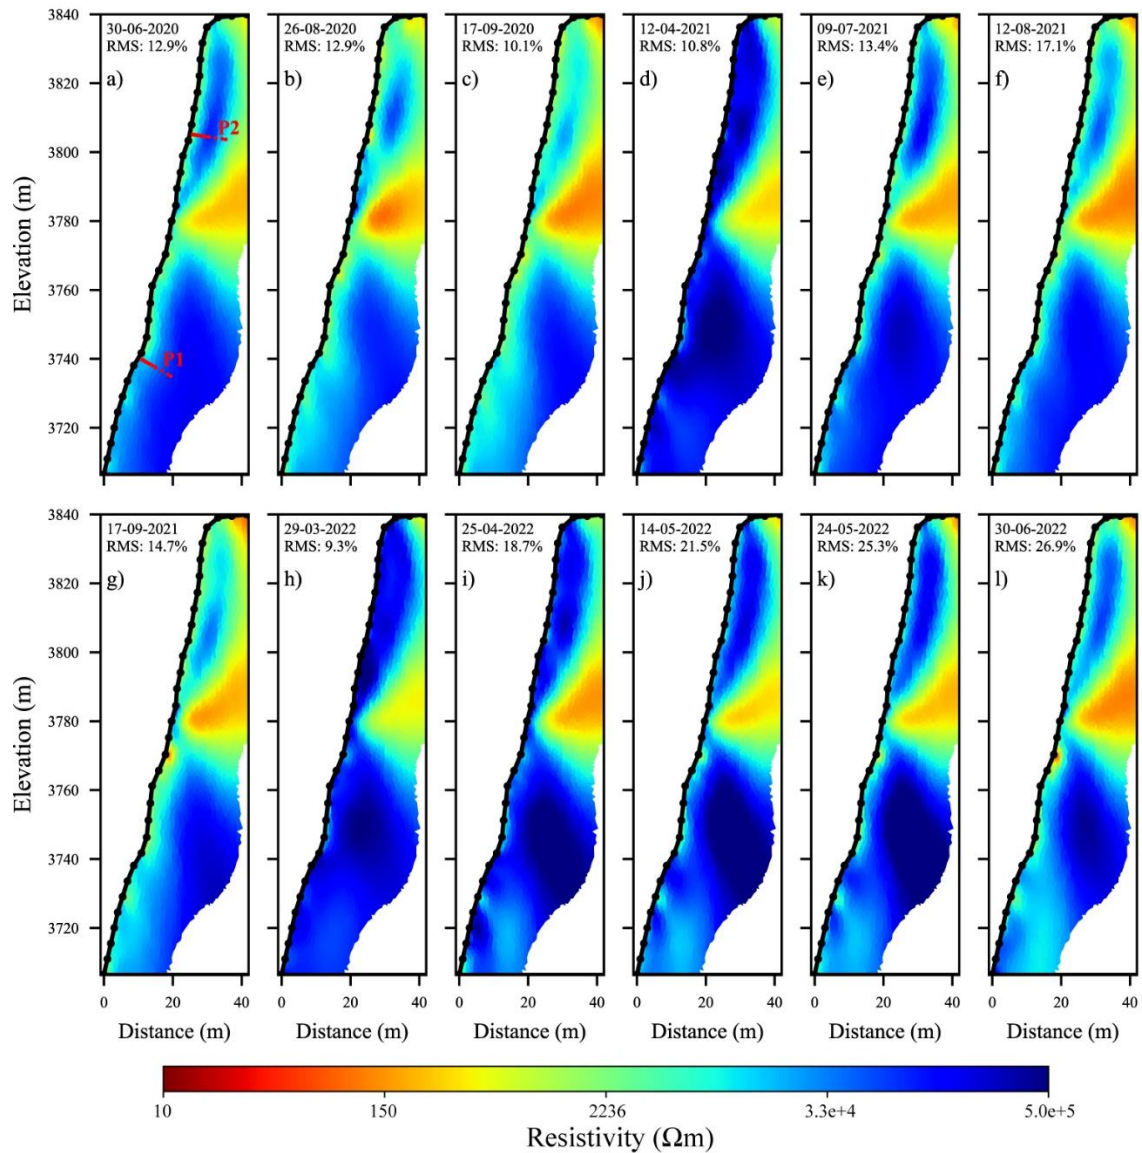 30-06-2020
RMS: 12.9%
a)
P2
P1
26-08-2020
RMS: 12.9%
b)
17-09-2020
RMS: 10.1%
c)
12-04-2021
RMS: 10.8%
d)
09-07-2021
RMS: 13.4%
e)
12-08-2021
RMS: 17.1%
f)
3840
3820
3800
3780
3760
3740
3720
Elevation (m)
17-09-2021
RMS: 14.7%
g)
29-03-2022
RMS: 9.3%
h)
25-04-2022
RMS: 18.7%
i)
14-05-2022
RMS: 21.5%
j)
24-05-2022
RMS: 25.3%
k)
30-06-2022
RMS: 26.9%
l)
3840
3820
3800
3780
3760
3740
3720
Elevation (m)
0 20 40 0 20 40 0 20 40 0 20 40 0 20 40 0 20 40
Distance (m) Distance (m) Distance (m) Distance (m) Distance (m) Distance (m)
10 150 2236 3.3e+4 5.0e+5
Resistivity (Ωm)